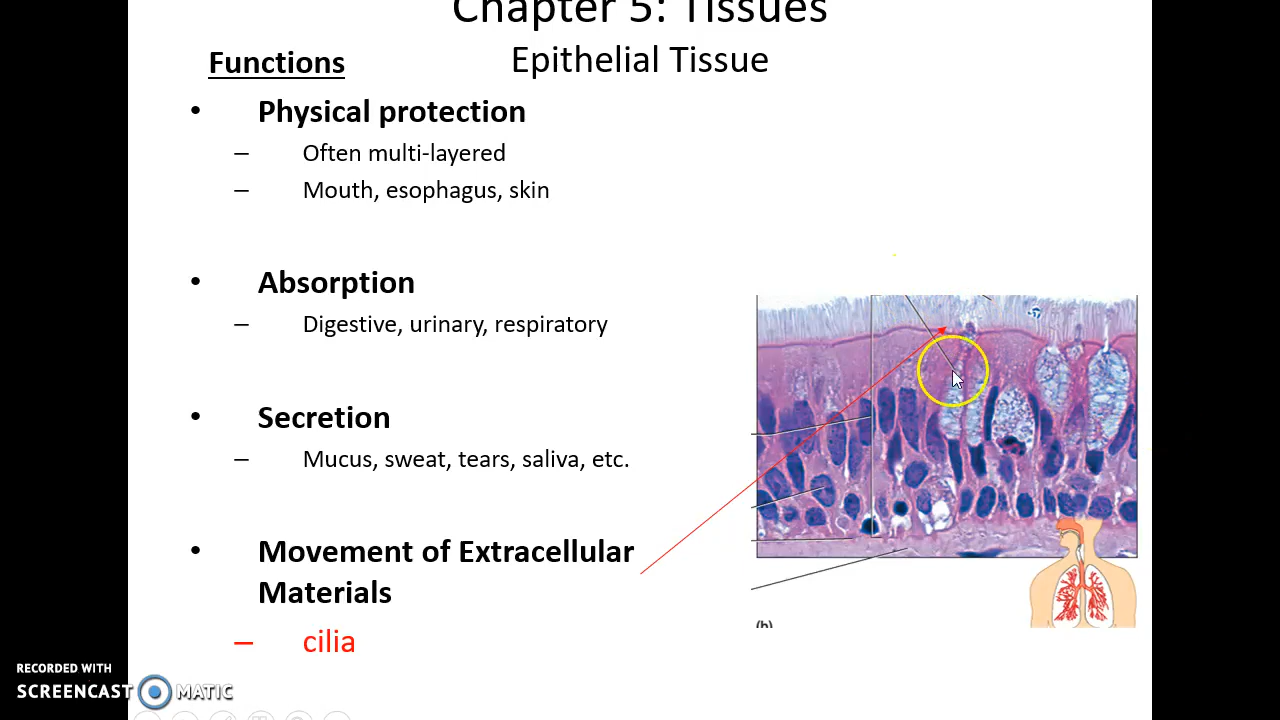 Chapter 5: Tissues
Epithelial Tissue
Functions
• Physical protection
– Often multi-layered
– Mouth, esophagus, skin
• Absorption
– Digestive, urinary, respiratory
• Secretion
– Mucus, sweat, tears, saliva, etc.
• Movement of Extracellular
Materials
– cilia
(b)
RECORDED WITH
SCREENCAST MATIC